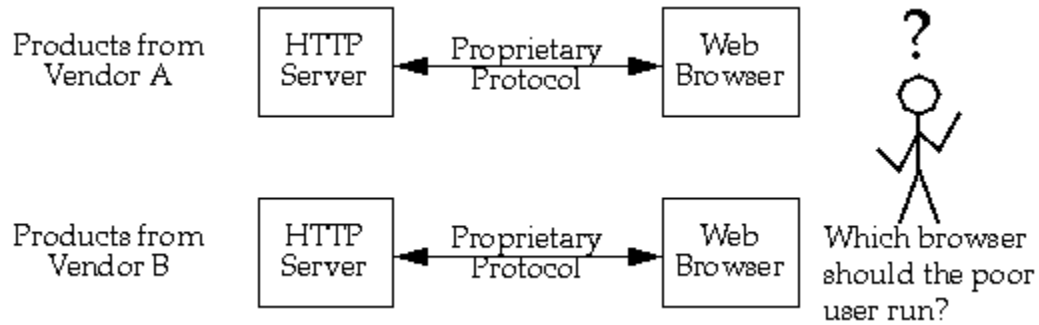 Products from
Vendor A
HTTP
Server
Proprietary
Protocol
Web
Browser
?
Products from
Vendor B
HTTP
Server
Proprietary
Protocol
Web
Browser
Which browser
should the poor
user run?